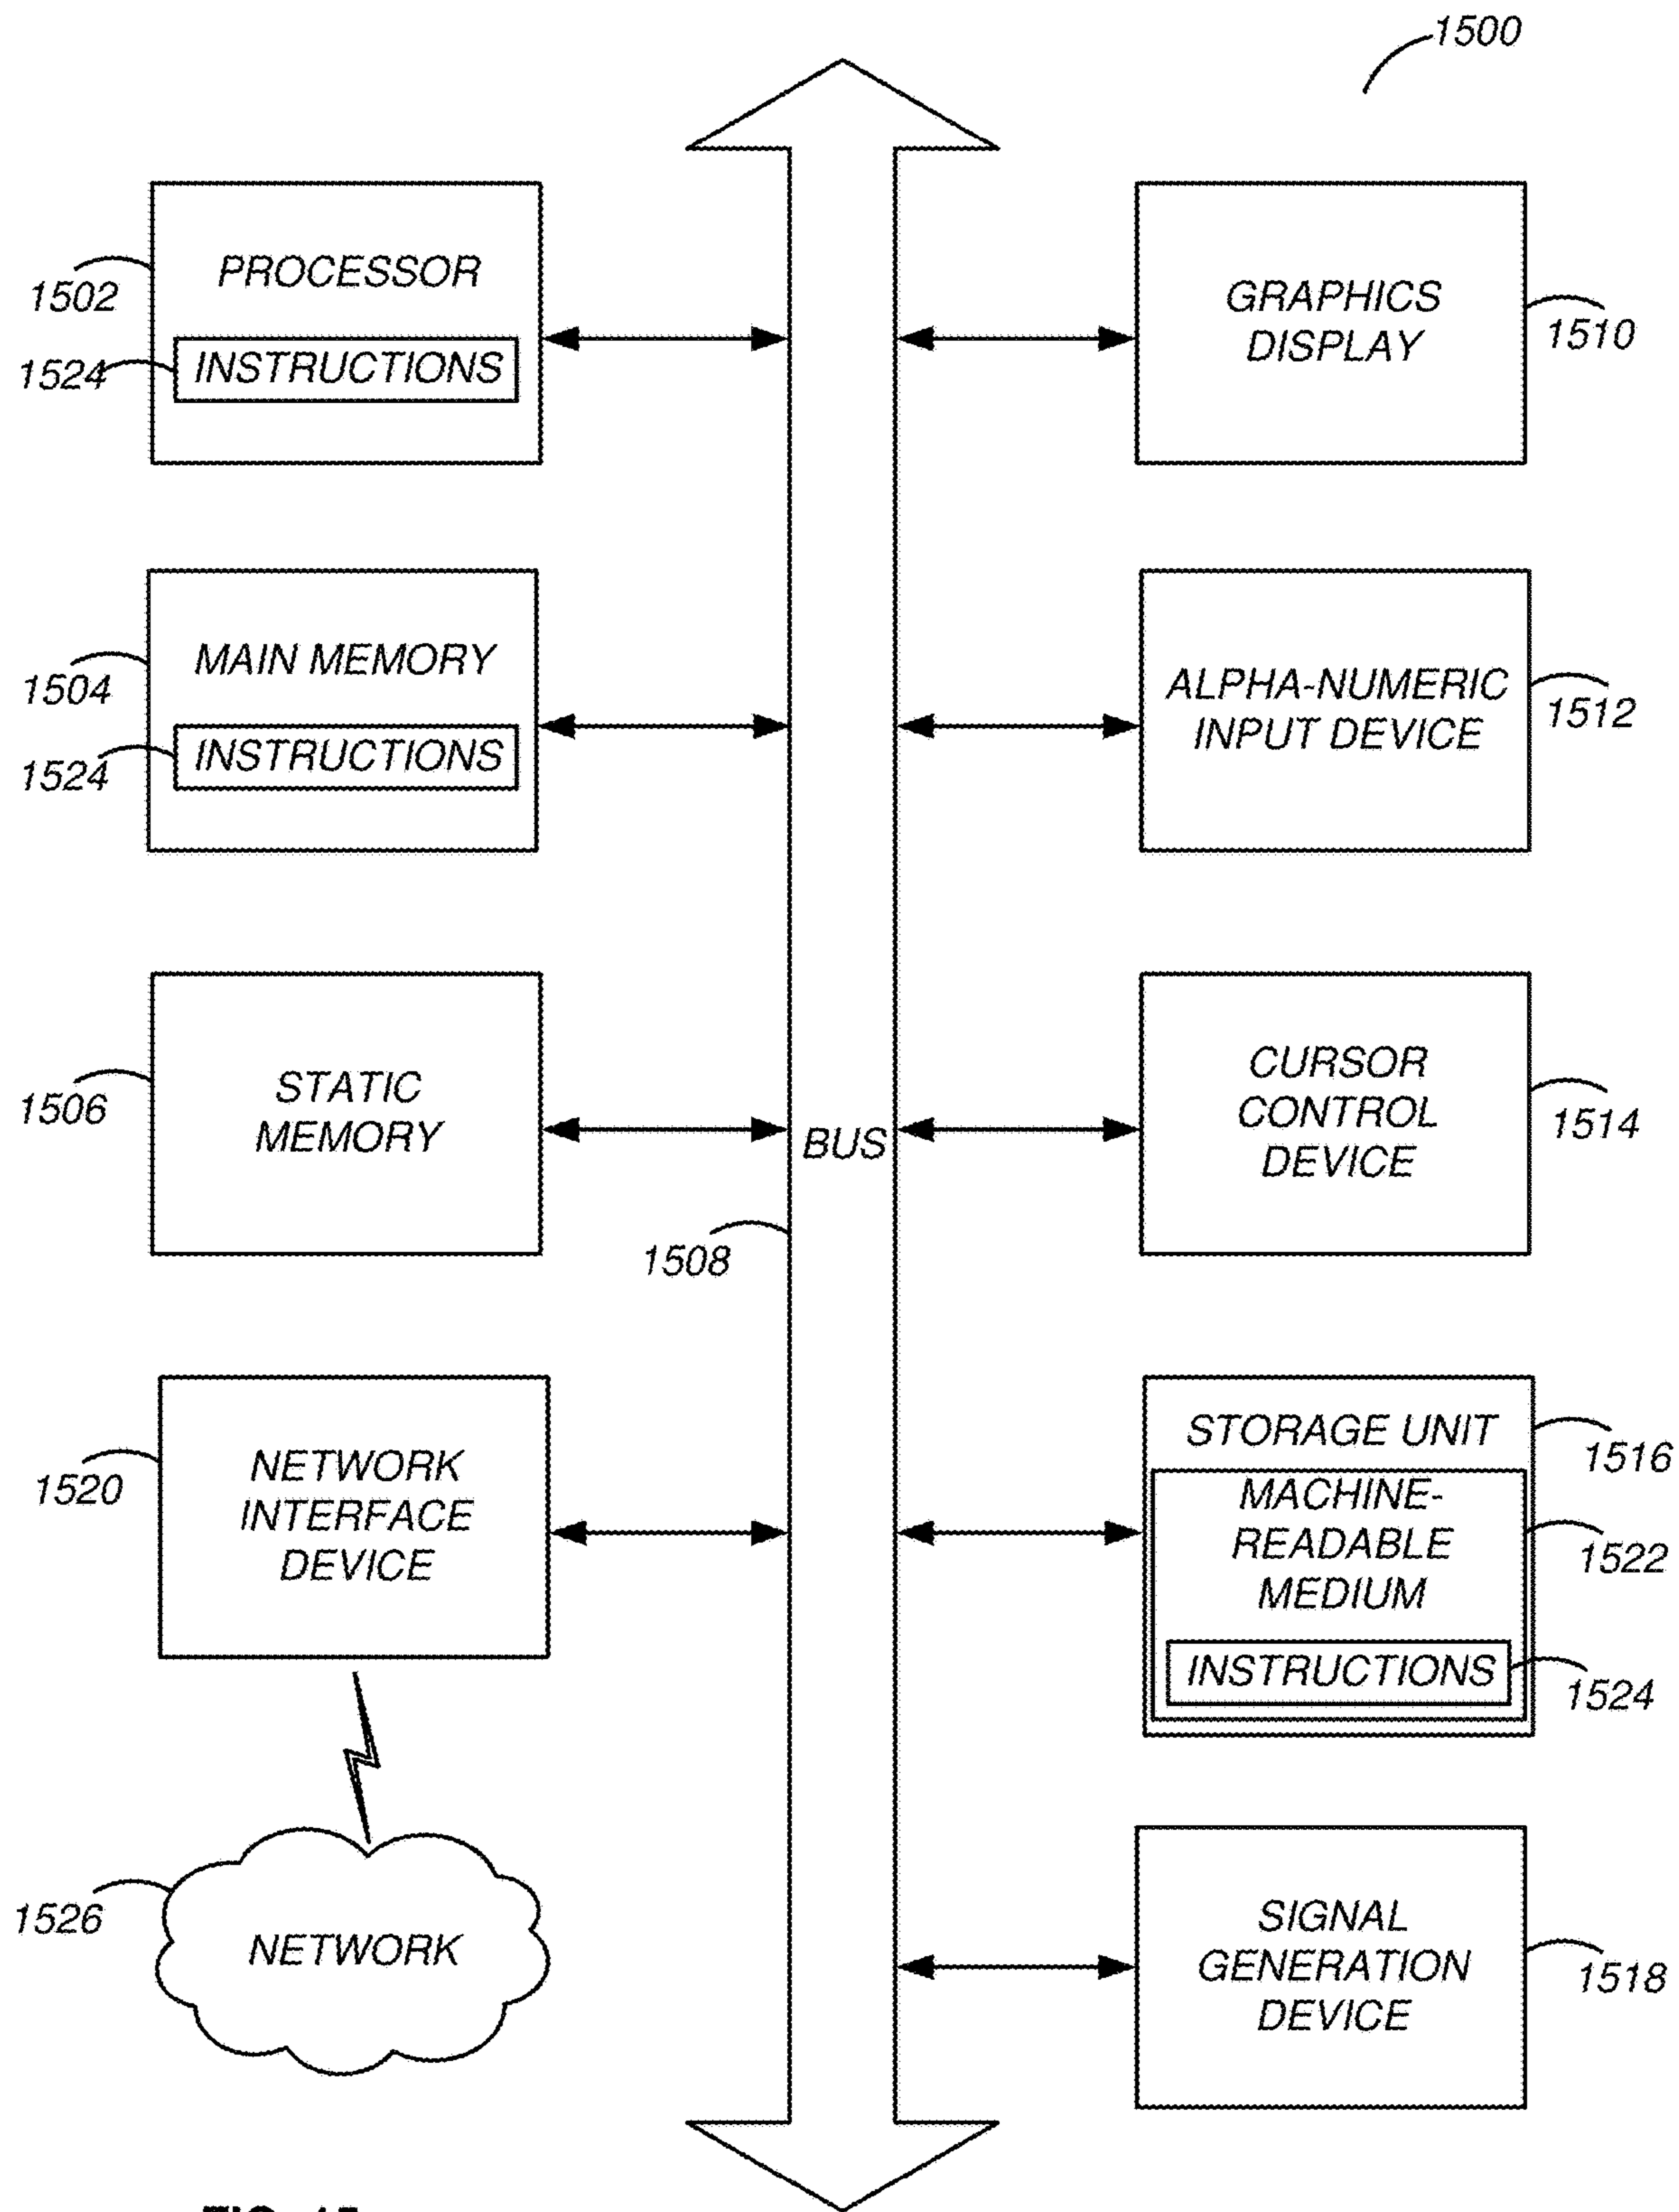 1500
PROCESSOR
1502
1524
INSTRUCTIONS
GRAPHICS
DISPLAY
1510
MAIN MEMORY
1504
1524
INSTRUCTIONS
ALPHA-NUMERIC
INPUT DEVICE
1512
STATIC
MEMORY
1506
BUS
1508
CURSOR
CONTROL
DEVICE
1514
NETWORK
INTERFACE
DEVICE
1520
STORAGE UNIT
1516
MACHINE-
READABLE
MEDIUM
1522
INSTRUCTIONS
1524
1526
NETWORK
SIGNAL
GENERATION
DEVICE
1518